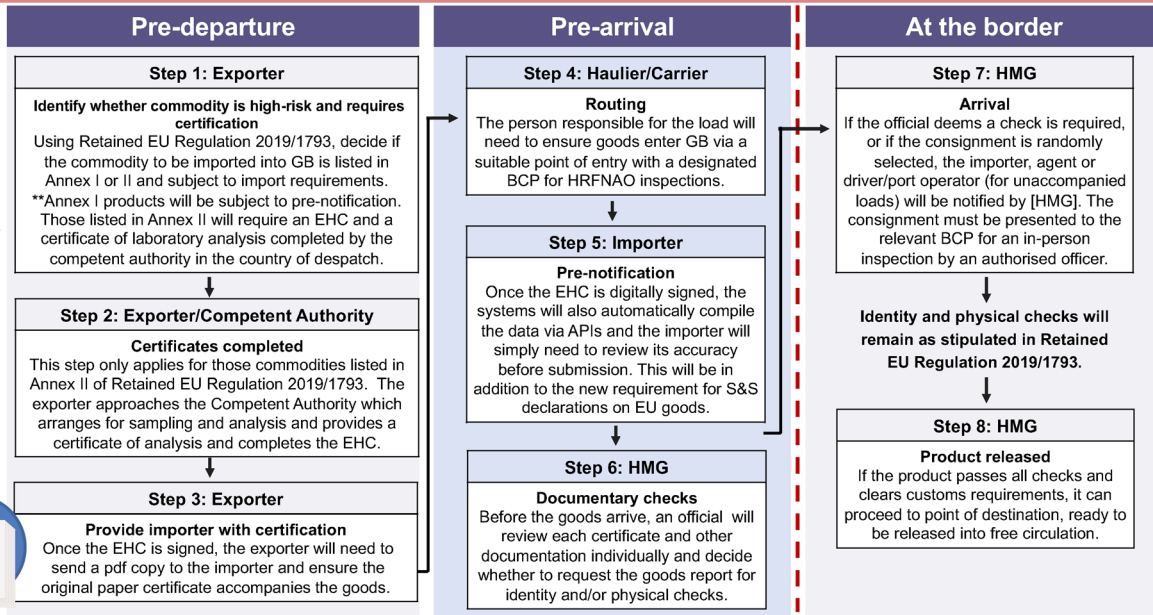 Pre-departure
Step 1: Exporter
Identify whether commodity is high-risk and requires
certification
Using Retained EU Regulation 2019/1793, decide if
the commodity to be imported into GB is listed in
Annex I or II and subject to import requirements.
**Annex I products will be subject to pre-notification.
Those listed in Annex II will require an EHC and a
certificate of laboratory analysis completed by the
competent authority in the country of despatch.
Step 2: Exporter/Competent Authority
Certificates completed
This step only applies for those commodities listed in
Annex II of Retained EU Regulation 2019/1793. The
exporter approaches the Competent Authority which
arranges for sampling and analysis and provides a
certificate of analysis and completes the EHC.
Step 3: Exporter
Provide importer with certification
Once the EHC is signed, the exporter will need to
send a pdf copy to the importer and ensure the
original paper certificate accompanies the goods.
Pre-arrival
Step 4: Haulier/Carrier
Routing
The person responsible for the load will
need to ensure goods enter GB via a
suitable point of entry with a designated
BCP for HRFNAO inspections.
Step 5: Importer
Pre-notification
Once the EHC is digitally signed, the
systems will also automatically compile
the data via APIs and the importer will
simply need to review its accuracy
before submission. This will be in
addition to the new requirement for S&S
declarations on EU goods.
Step 6: HMG
Documentary checks
Before the goods arrive, an official will
review each certificate and other
documentation individually and decide
whether to request the goods report for
identity and/or physical checks.
At the border
Step 7: HMG
Arrival
If the official deems a check is required,
or if the consignment is randomly
selected, the importer, agent or
driver/port operator (for unaccompanied
loads) will be notified by [HMG]. The
consignment must be presented to the
relevant BCP for an in-person
inspection by an authorised officer.
Identity and physical checks will
remain as stipulated in Retained
EU Regulation 2019/1793.
Step 8: HMG
Product released
If the product passes all checks and
clears customs requirements, it can
proceed to point of destination, ready to
be released into free circulation.